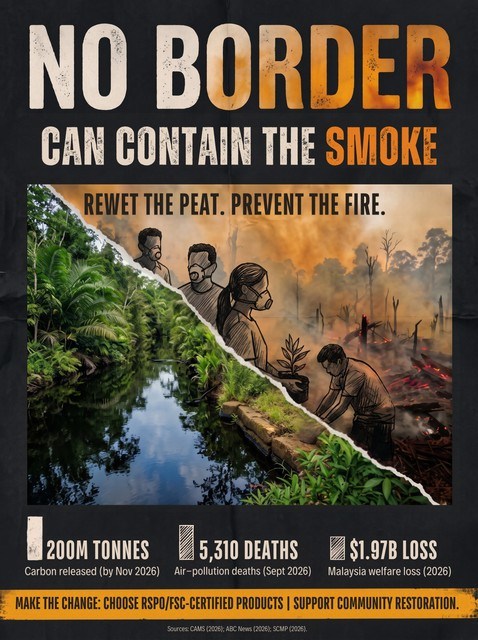 NO BORDER
CAN CONTAIN THE SMOKE
REWET THE PEAT. PREVENT THE FIRE.
200M TONNES
Carbon released (by Nov 2026)
5,310 DEATHS
Air-pollution deaths (Sept 2026)
$1.97B LOSS
Malaysia welfare loss (2026)
MAKE THE CHANGE: CHOOSE RSPO/FSC-CERTIFIED PRODUCTS | SUPPORT COMMUNITY RESTORATION.
Sources: CAMS (2026); ABC News (2026); SCMP (2026).